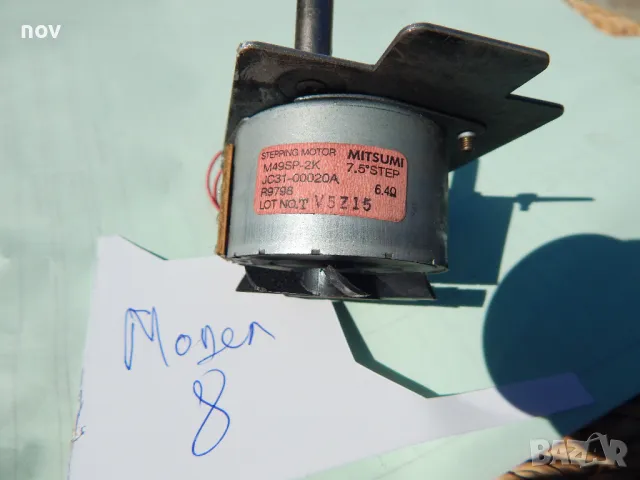 nov
STEPPING MOTOR MITSUMI
M49SP-2K 7.5°STEP
JC31-00020A
R9798 6.4Ω
LOT NO. T V5Z15
Моdел
8
BAZAR